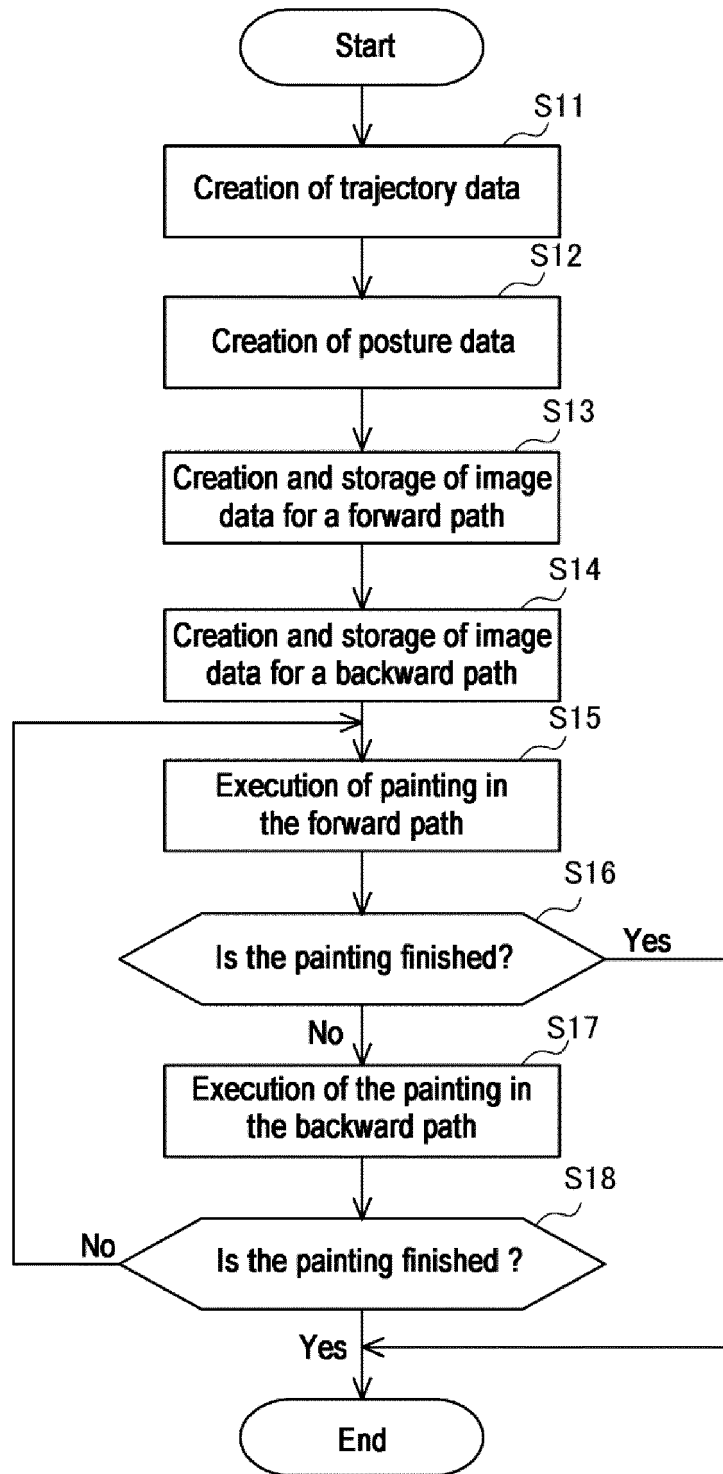 Start
S11
Creation of trajectory data
S12
Creation of posture data
S13
Creation and storage of image
data for a forward path
S14
Creation and storage of image
data for a backward path
S15
Execution of painting in
the forward path
S16
Is the painting finished?
Yes
No
S17
Execution of the painting in
the backward path
S18
No
Is the painting finished ?
Yes
End